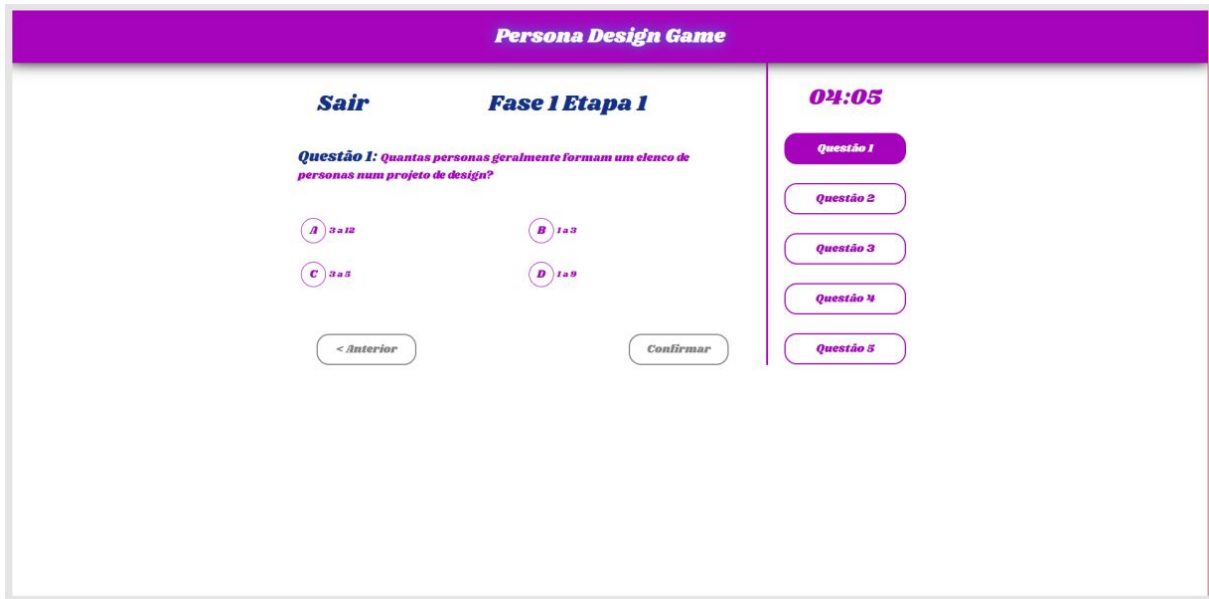 Persona Design Game
Sair
Fase 1 Etapa 1
04:05
Questão 1: Quantas personas geralmente formam um elenco de
personas num projeto de design?
A 3 a 12
B 1 a 3
C 3 a 5
D 1 a 9
< Anterior
Confirmar
Questão 1
Questão 2
Questão 3
Questão 4
Questão 5